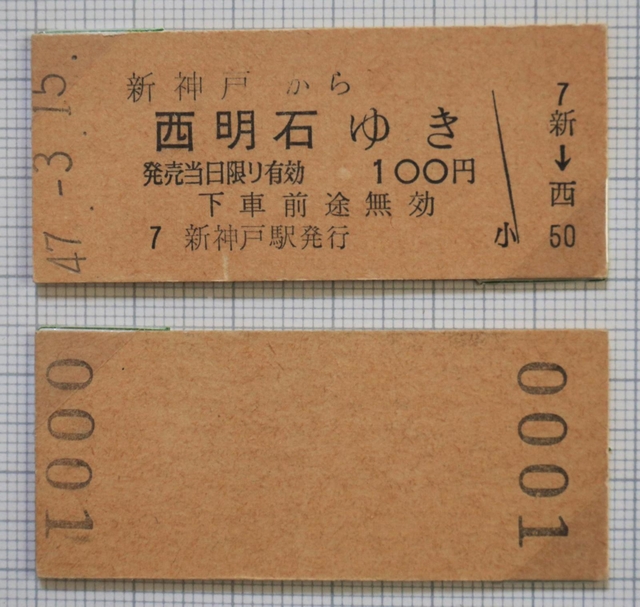 47.-3.15.
新神戸から
西明石ゆき
発売当日限リ有効 100円
下車前途無効
7 新神戸駅発行
小
7
新
↓
西
50
0001
0001